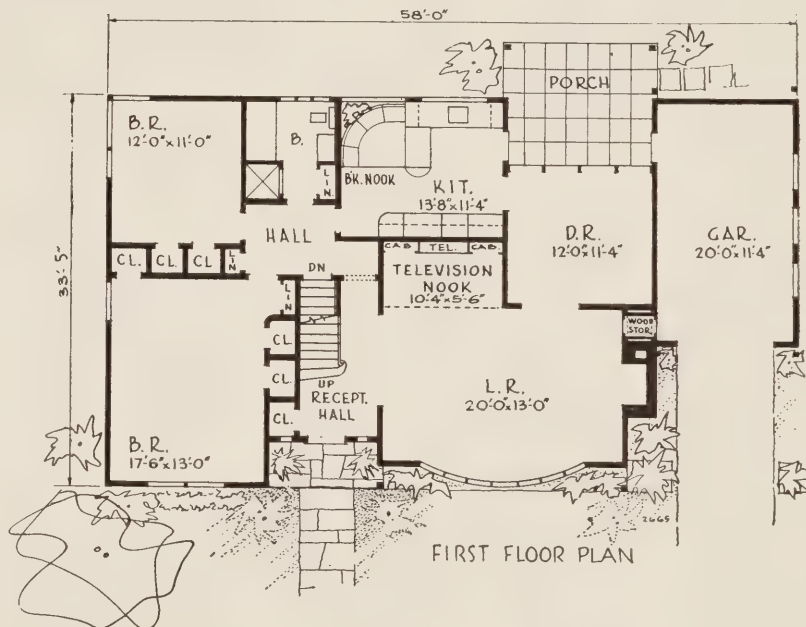 58'-0"
PORCH
B.R.
12'-0"x11'-0"
B.
LIN.
B'K. NOOK
KIT.
13'-8"x11'-4"
D.R.
12'-0"x11'-4"
GAR.
20'-0"x11'-4"
33'-5"
HALL
CL.
CL.
CL
LIN
DN
CAB
TEL.
CAB.
TELEVISION
NOOK
10'-4"x5'-6"
LIN
CL.
CL.
CL.
UP
RECEPT.
HALL
WOOD
STOR.
L.R.
20'-0"x13'-0"
B.R.
17'-6"x13'-0"
2665
FIRST FLOOR PLAN